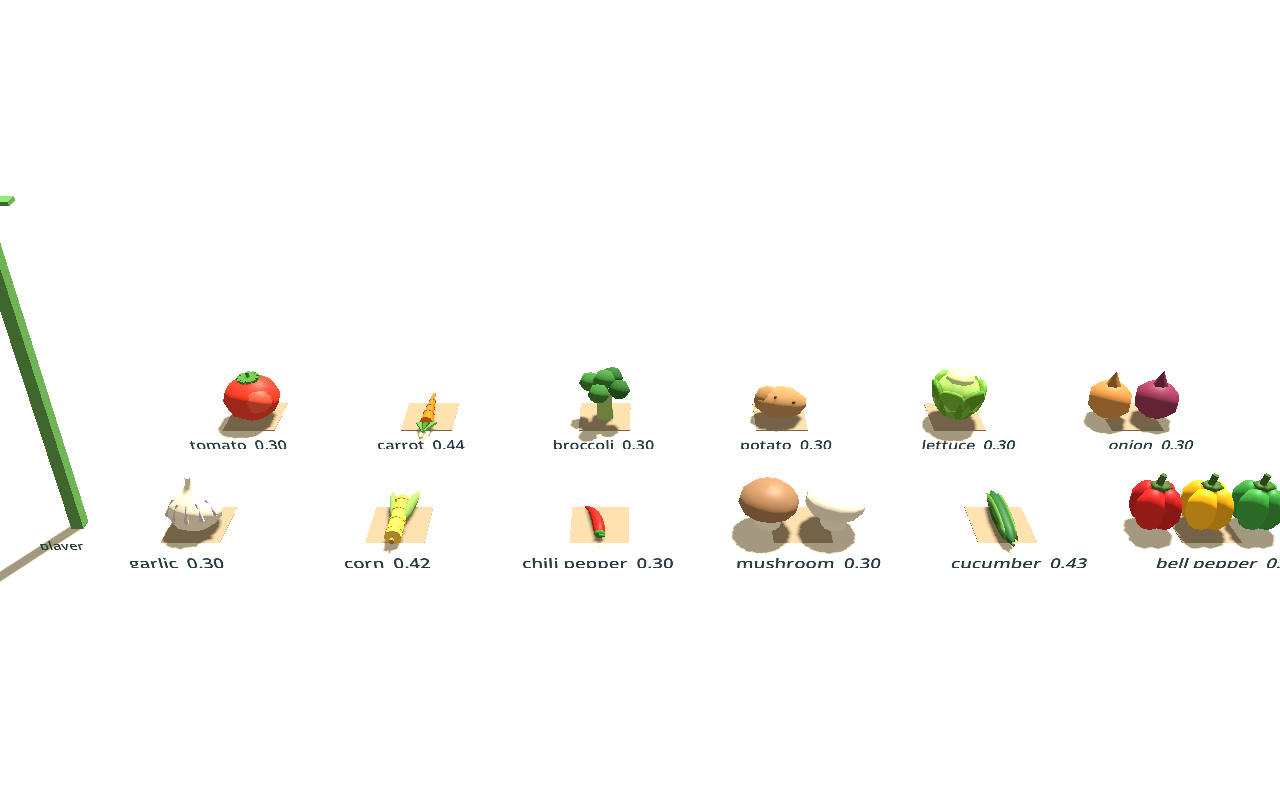 tomato 0.30
carrot 0.44
broccoli 0.30
potato 0.30
lettuce 0.30
onion 0.30
player
garlic 0.30
corn 0.42
chili pepper 0.30
mushroom 0.30
cucumber 0.43
bell pepper 0.